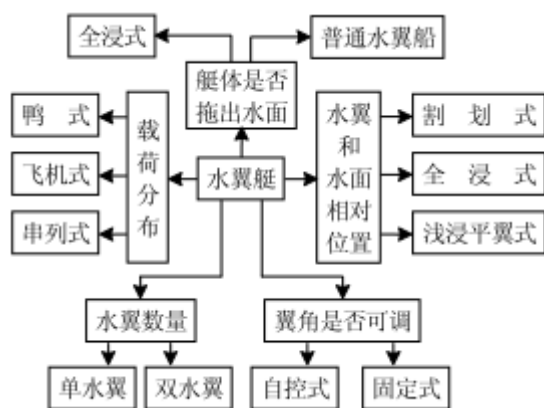 全浸式
普通水翼船
艇体是否
拖出水面
鸭 式
飞机式
串列式
载荷分布
水翼艇
水翼
和
水面
相对
位置
割 划 式
全 浸 式
浅浸平翼式
水翼数量
翼角是否可调
单水翼
双水翼
自控式
固定式